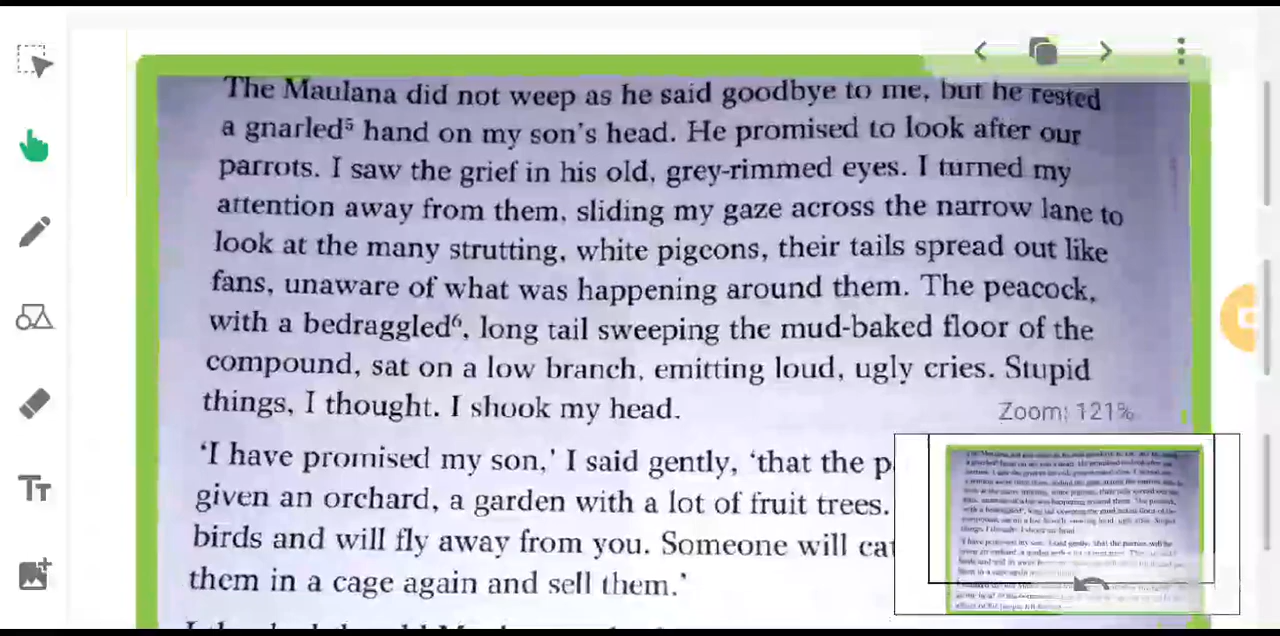 The Maulana did not weep as he said goodbye to me, but he rested
a gnarled⁵ hand on my son's head. He promised to look after our
parrots. I saw the grief in his old, grey-rimmed eyes. I turned my
attention away from them, sliding my gaze across the narrow lane to
look at the many strutting, white pigeons, their tails spread out like
fans, unaware of what was happening around them. The peacock,
with a bedraggled⁶, long tail sweeping the mud-baked floor of the
compound, sat on a low branch, emitting loud, ugly cries. Stupid
things, I thought. I shook my head.
Zoom: 121%
'I have promised my son,' I said gently, 'that the p
given an orchard, a garden with a lot of fruit trees.
birds and will fly away from you. Someone will cat
them in a cage again and sell them.'
Tт